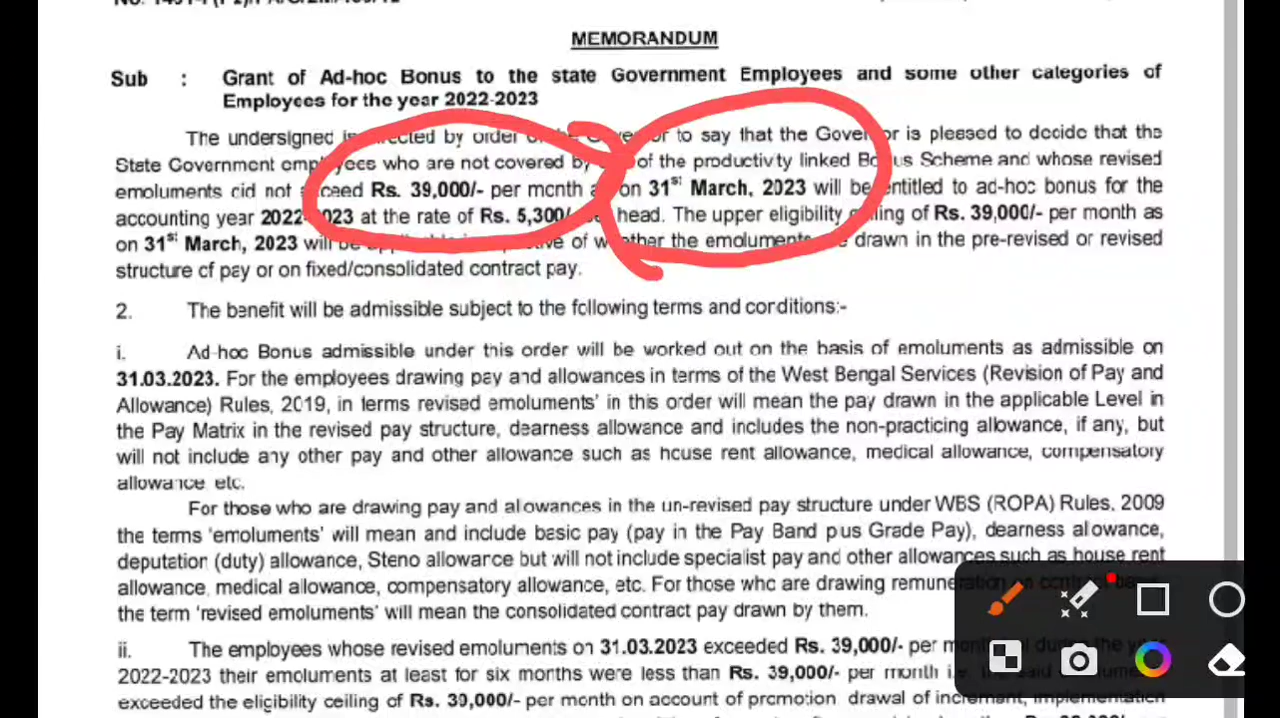 MEMORANDUM
Sub : Grant of Ad-hoc Bonus to the state Government Employees and some other categories of
Employees for the year 2022-2023
The undersigned by order to say that the Governor is pleased to decide that the
State Government employees who are not covered by of the productivty linked Bonus Scheme and whose revised
emoluments cid not exceed Rs. 39,000/- per mcnth on 31st March, 2023 will be entitled to ad-hoc bonus for the
accounting year 2022-2023 at the rate of Rs. 5,300/- head. The upper eligibility ceiling of Rs. 39,000/- per month as
on 31st March, 2023 will be of whether the emoluments drawn in the pre-revised or revised
structure cf pay or on fixed/consolidated contract pay.
2. The benefit will be admissible subject to the following terms and corditions:-
i. Ad-hoc Bonus admissible under this order will be worked out on the basis of emoluments as admissible on
31.03.2023. For the employees drawing pay and allowances in terms of the West Bengal Services (Revision of Pay and
Allowance) Rules, 2019, in terms revised emoluments' in this order will mean the pay drawn in the applicable Level in
the Pay Matrix in the revised pay structure, dearness allowance and includes the non-practicing allowance, if any, but
will not include any other pay and other allowance such as hcuse rent allowance, medical allowance, compensatory
allowance etc.
For those who are drawing pay and allowances in the un-revised pay structure under WBS (ROPA) Rules, 2009
the terms 'emoluments' will mean and include basic pay (pay in the Pay Band plus Grade Pay), dearness allowance,
deputation (duty) allowance, Steno allowance but will not include specialist pay and other allowances such as house rent
allowance, medical allowance, compensatory allowance, etc. For those who are drawing remuneration
the term 'revised emoluments' will mean the consolidated contract pay drawn by them.
ii. The employees whose revised emoluments on 31.03.2023 exceeded Rs. 39,000/- per month
2022-2023 their emoluments at least for six months were less than Rs. 39,000/- per month i.e.
exceeded the eligibility ceiling of Rs. 39,000/- per month on account of promotion drawal of increment, implementation